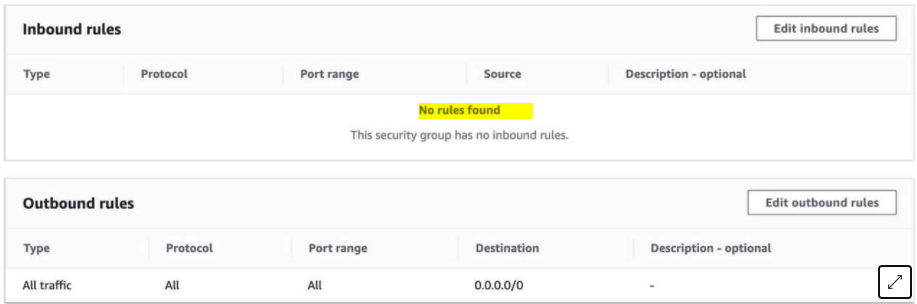 Inbound rules
Edit inbound rules
Type Protocol Port range Source Description - optional
No rules found
This security group has no inbound rules.
Outbound rules
Edit outbound rules
Type Protocol Port range Destination Description - optional
All traffic All All 0.0.0.0/0 -